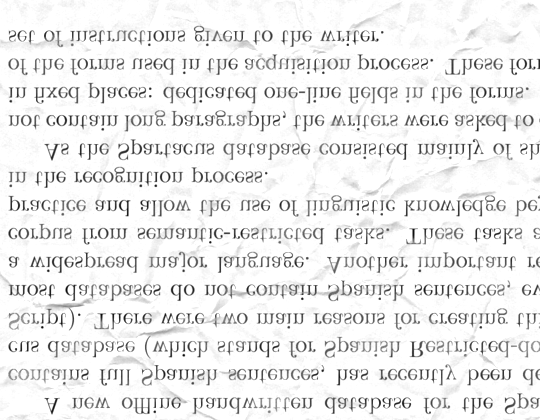 A new offline handwritten database for the Spa
contains full Spanish sentences, has recently been de
cus database (which stands for Spanish Restricted-do
Script). There were two main reasons for creating thi
most databases do not contain Spanish sentences, ev
a widespread major language. Another important re
corpus from semantic-restricted tasks. These tasks a
practice and allow the use of linguistic knowledge bey
in the recognition process.
As the Spartacus database consisted mainly of sh
not contain long paragraphs, the writers were asked to
in fixed places: dedicated one-line fields in the forms.
of the forms used in the acquisition process. These for
set of instructions given to the writer.